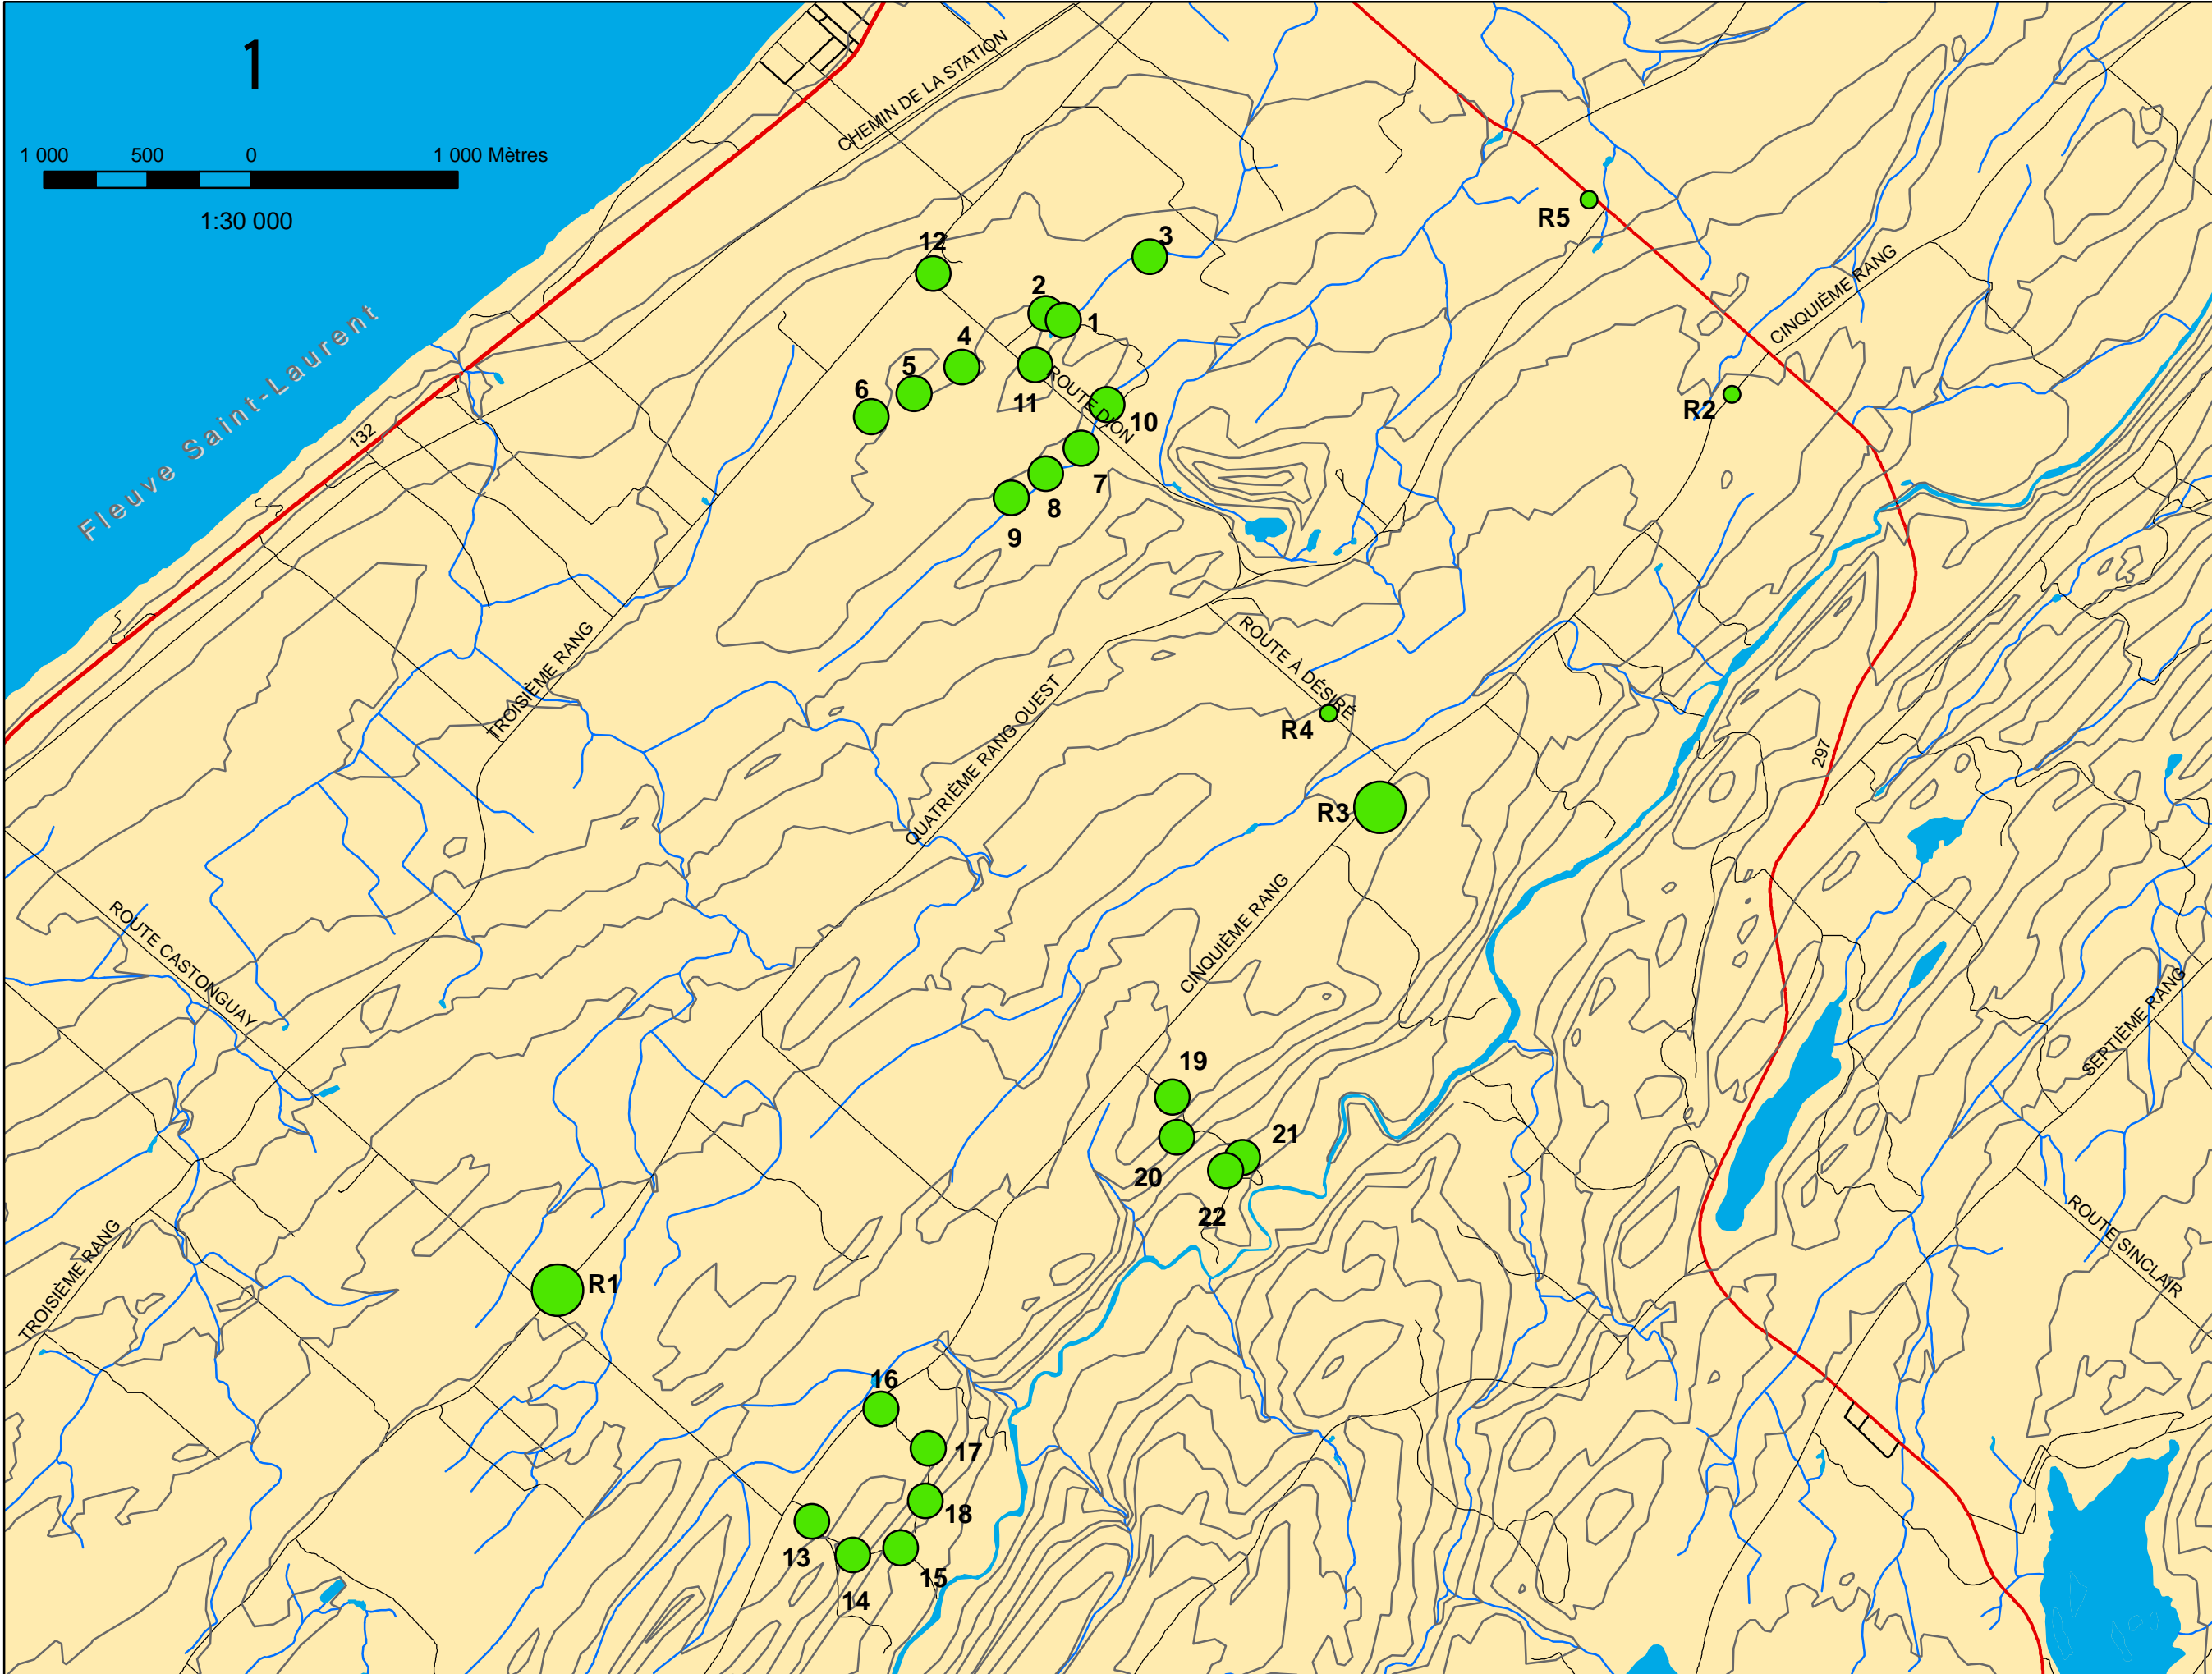 1
CHEMIN DE LA STATION
1 000 500 0 1 000 Mètres
1:30 000
R5
12
3
CINQUIÈME RANG
2
1
Fleuve Saint-Laurent
4
5
6
R2
11
ROUTE DION
10
132
7
8
9
ROUTE À DÉSIRÉ
TROISIÈME RANG
QUATRIÈME RANG OUEST
R4
297
R3
CINQUIÈME RANG
ROUTE CASTONGUAY
SEPTIÈME RANG
19
21
20
22
ROUTE SINCLAIR
TROISIÈME RANG
R1
16
17
18
13
15
14